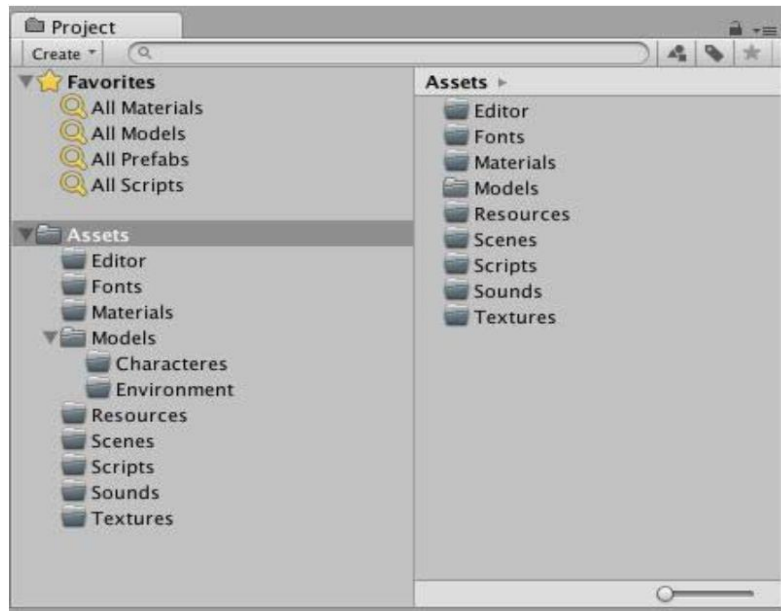 Project
Create
Favorites
All Materials
All Models
All Prefabs
All Scripts
Assets
Editor
Fonts
Materials
Models
Characteres
Environment
Resources
Scenes
Scripts
Sounds
Textures
Assets
Editor
Fonts
Materials
Models
Resources
Scenes
Scripts
Sounds
Textures